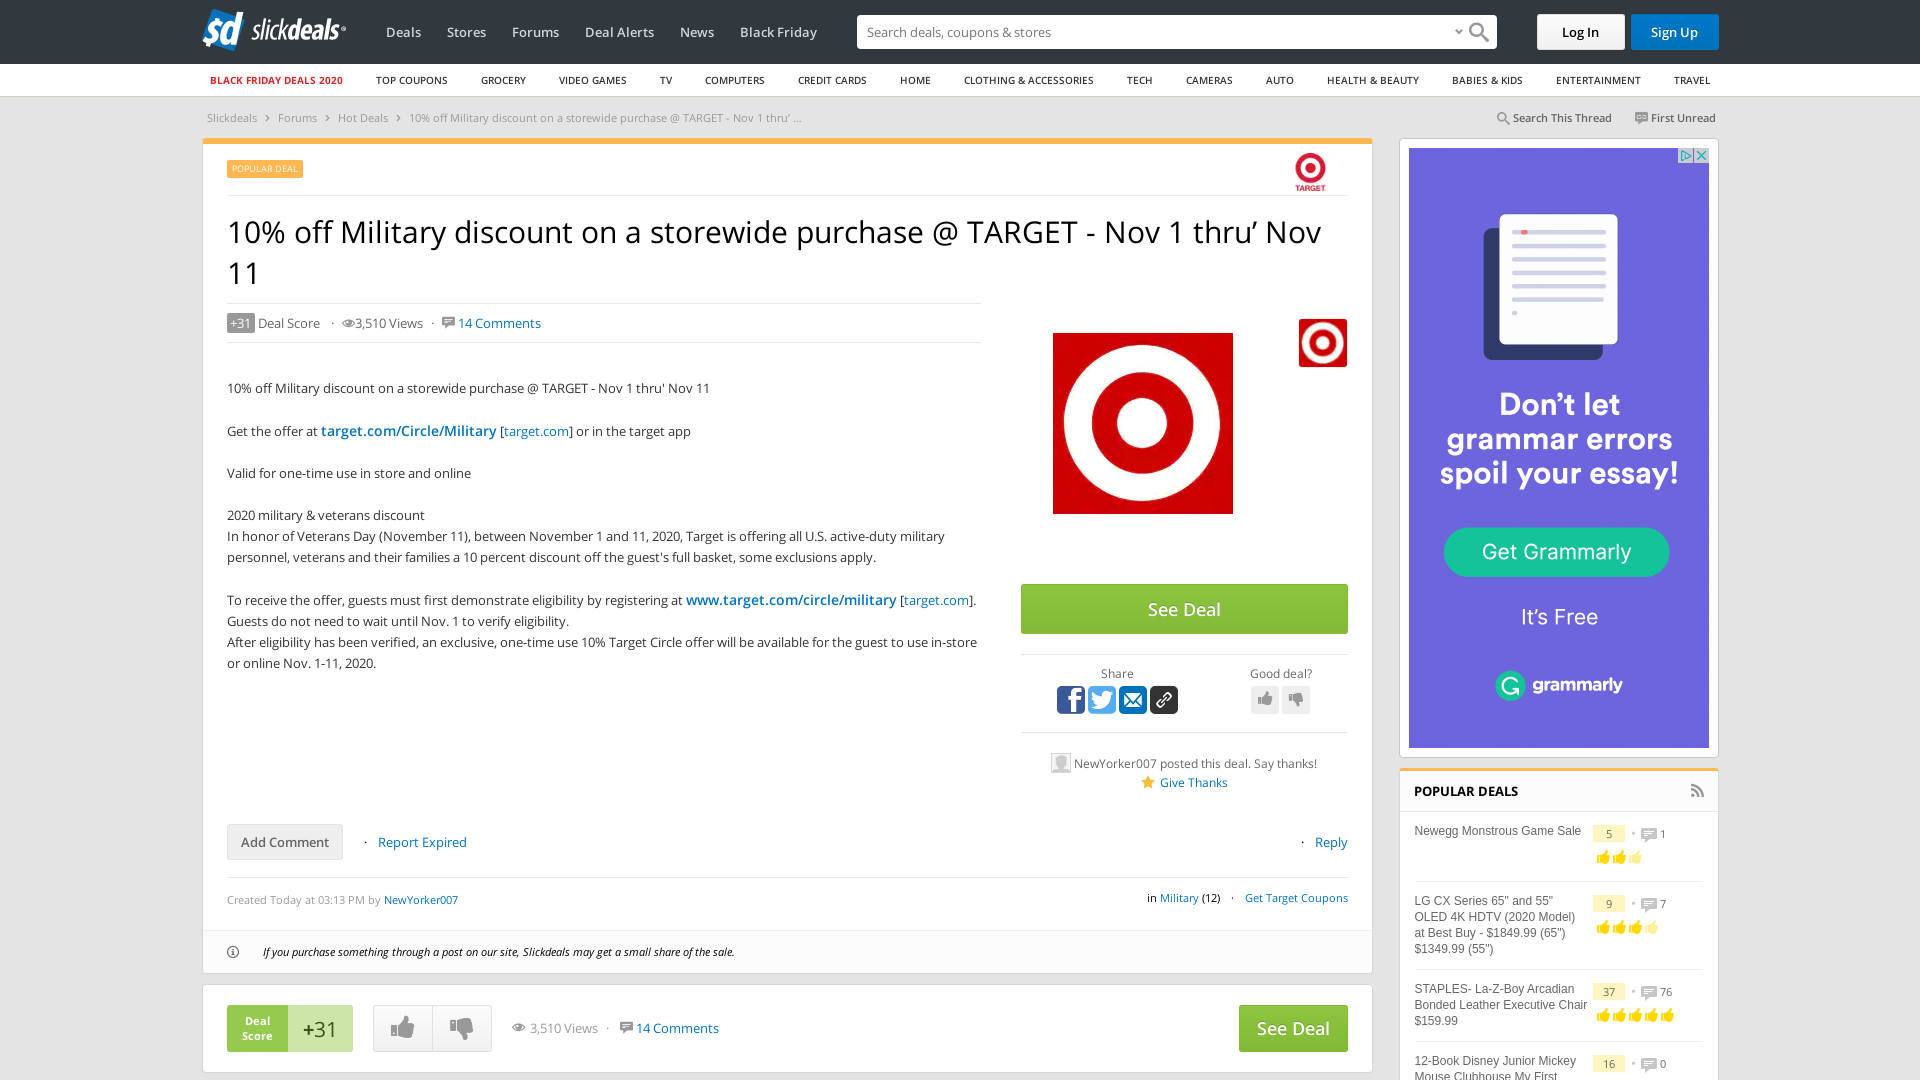 slickdeals
Deals
Stores
Forums
Deal Alerts
News
Black Friday
Search deals, coupons & shops
Log In
Sign Up
BLACK FRIDAY DEALS 2020
TOP COUPONS
GROCERY
VIDEO GAMES
TV
COMPUTERS
CREDIT CARDS
HOME
CLOTHING & ACCESSORIES
TECH
CAMERAS
AUTO
HEALTH & BEAUTY
BABIES & KIDS
ENTERTAINMENT
TRAVEL
Slickdeals › Forums › Hot Deals › 10% off Military discount on a storewide purchase @ TARGET - Nov 1 thru’ ...
Search This Thread
First Unread
POPULAR DEAL
TARGET
10% off Military discount on a storewide purchase @ TARGET - Nov 1 thru’ Nov
11
+31 Deal Score · 3,510 Views · 14 Comments
10% off Military discount on a storewide purchase @ TARGET - Nov 1 thru' Nov 11
Get the offer at target.com/Circle/Military [target.com] or in the target app
Valid for one-time use in store and online
2020 military & veterans discount
In honor of Veterans Day (November 11), between November 1 and 11, 2020, Target is offering all U.S. active-duty military
personnel, veterans and their families a 10 percent discount off the guest's full basket, some exclusions apply.
To receive the offer, guests must first demonstrate eligibility by registering at www.target.com/circle/military [target.com].
Guests do not need to wait until Nov. 1 to verify eligibility.
After eligibility has been verified, an exclusive, one-time use 10% Target Circle offer will be available for the guest to use in-store
or online Nov. 1-11, 2020.
See Deal
Share
Good deal?
NewYorker007 posted this deal. Say thanks!
Give Thanks
Add Comment · Report Expired
· Reply
Created Today at 03:13 PM by NewYorker007
in Military (12) · Get Target Coupons
If you purchase something through a post on our site, Slickdeals may get a small share of the sale.
Deal
Score
+31
3,510 Views · 14 Comments
See Deal
Don’t let
grammar errors
spoil your essay!
Get Grammarly
It’s Free
grammarly
POPULAR DEALS
Newegg Monstrous Game Sale
5 • 1
LG CX Series 65" and 55"
OLED 4K HDTV (2020 Model)
at Best Buy - $1849.99 (65")
$1349.99 (55")
9 • 7
STAPLES- La-Z-Boy Arcadian
Bonded Leather Executive Chair
$159.99
37 • 76
12-Book Disney Junior Mickey
Mouse Clubhouse My First
16 • 0